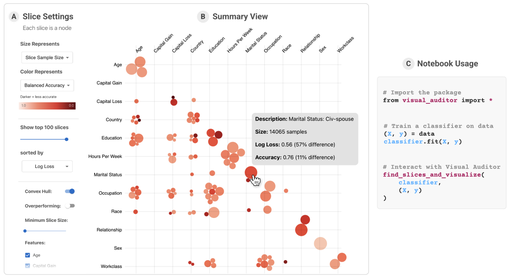 A Slice Settings
Each slice is a node
Size Represents
Slice Sample Size
Color Represents
Balanced Accuracy
Show top 100 slices
sorted by
Log Loss
Convex Hull:
Overperforming:
Minimum Slice Size:
Features:
Age
Capital Gain
B Summary View
Age
Capital Gain
Capital Loss
Country
Education
Hours Per Week
Marital Status
Occupation
Race
Relationship
Sex
Workclass
Age
Capital Gain
Capital Loss
Country
Education
Hours Per Week
Marital Status
Occupation
Race
Relationship
Sex
Workclass
Description: Marital Status: Civ-spouse
Size: 14065 samples
Log Loss: 0.56 (57% difference)
Accuracy: 0.76 (11% difference)
C Notebook Usage
# Import the package
from visual_auditor import *
# Train a classifier on data
(X, y) = data
classifier.fit(X, y)
# Interact with Visual Auditor
find_slices_and_visualize(
classifier,
(X, y)
)